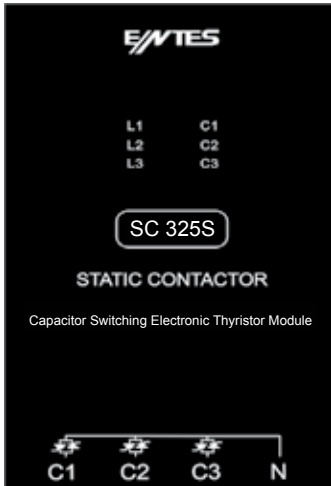 ENTES
L1 C1
L2 C2
L3 C3
SC 325S
STATIC CONTACTOR
Capacitor Switching Electronic Thyristor Module
C1 C2 C3 N